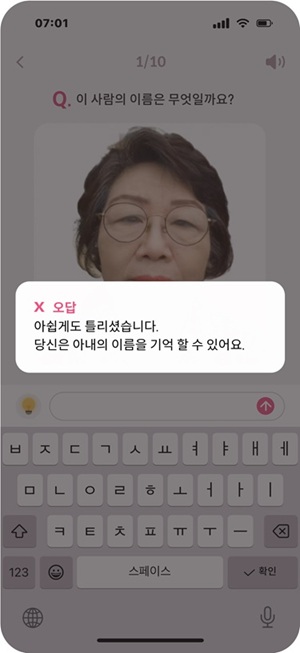 07:01
1/10
Q. 이 사람의 이름은 무엇일까요?
X 오답
아쉽게도 틀리셨습니다.
당신은 아내의 이름을 기억 할 수 있어요.
ㅂ ㅈ ㄷ ㄱ ㅅ ㅛ ㅕ ㅑ ㅐ ㅔ
ㅁ ㄴ ㅇ ㄹ ㅎ ㅗ ㅓ ㅏ ㅣ
ㅋ ㅌ ㅊ ㅍ ㅠ ㅜ ㅡ
123 스페이스 확인